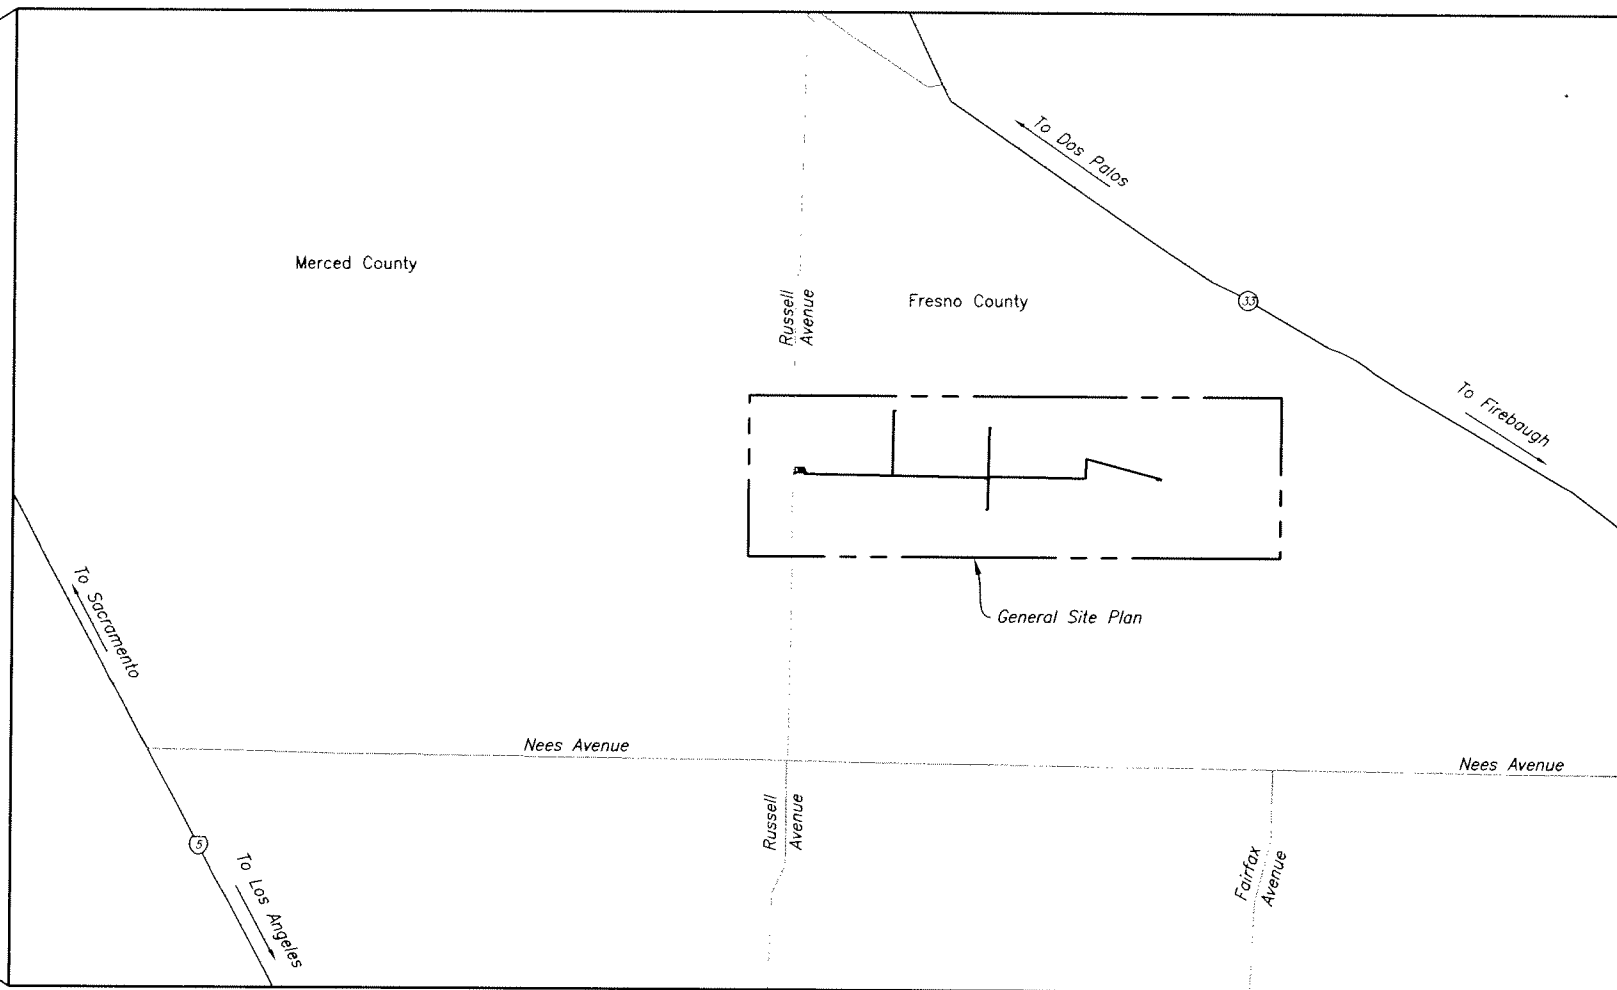 To Dos Palos
Merced County
Russell
Avenue
Fresno County
33
To Firebaugh
General Site Plan
To Sacramento
Nees Avenue
Nees Avenue
Russell
Avenue
5
To Los Angeles
Fairfax
Avenue